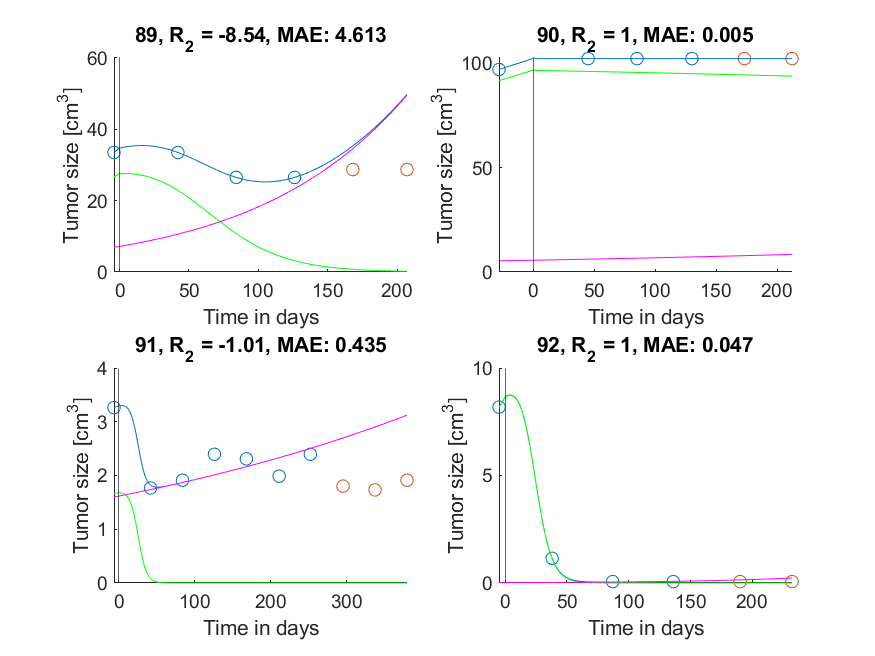 89, R2 = -8.54, MAE: 4.613
60
40
20
0
Tumor size [cm3]
0
50
100
150
200
Time in days
90, R2 = 1, MAE: 0.005
100
50
0
Tumor size [cm3]
0
50
100
150
200
Time in days
91, R2 = -1.01, MAE: 0.435
4
3
2
1
0
Tumor size [cm3]
0
100
200
300
Time in days
92, R2 = 1, MAE: 0.047
10
5
0
Tumor size [cm3]
0
50
100
150
200
Time in days